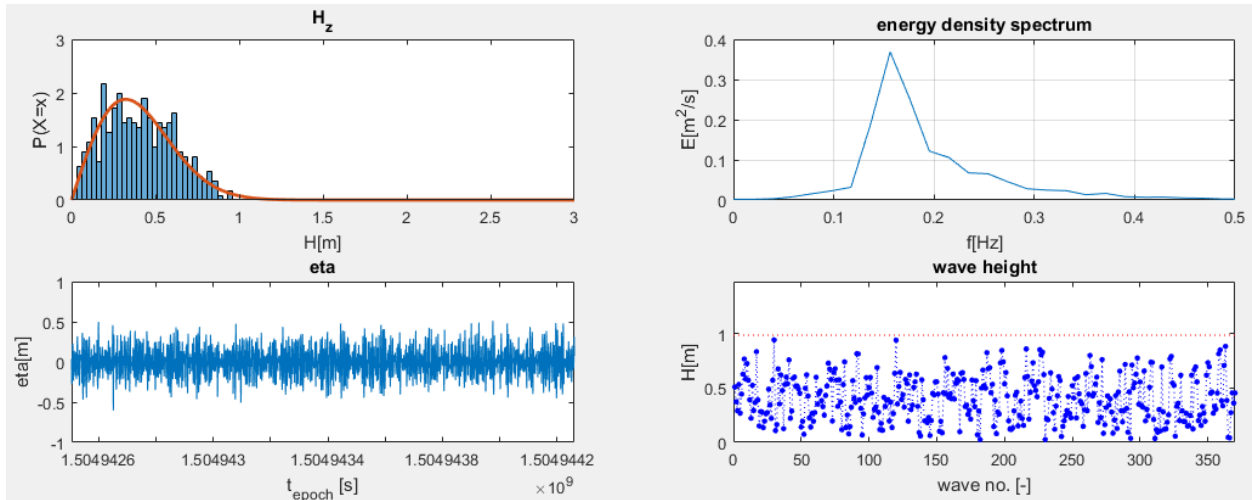 H_z
3
2
1
0
P(X=x)
0 0.5 1 1.5 2 2.5 3
H[m]
energy density spectrum
0.4
0.3
0.2
0.1
0
E[m^2/s]
0 0.1 0.2 0.3 0.4 0.5
f[Hz]
eta
1
0.5
0
-0.5
-1
eta[m]
1.5049426 1.5049430 1.5049434 1.5049438 1.5049442
t_epoch [s]
×10^9
wave height
1
0.5
0
H[m]
0 50 100 150 200 250 300 350
wave no. [-]